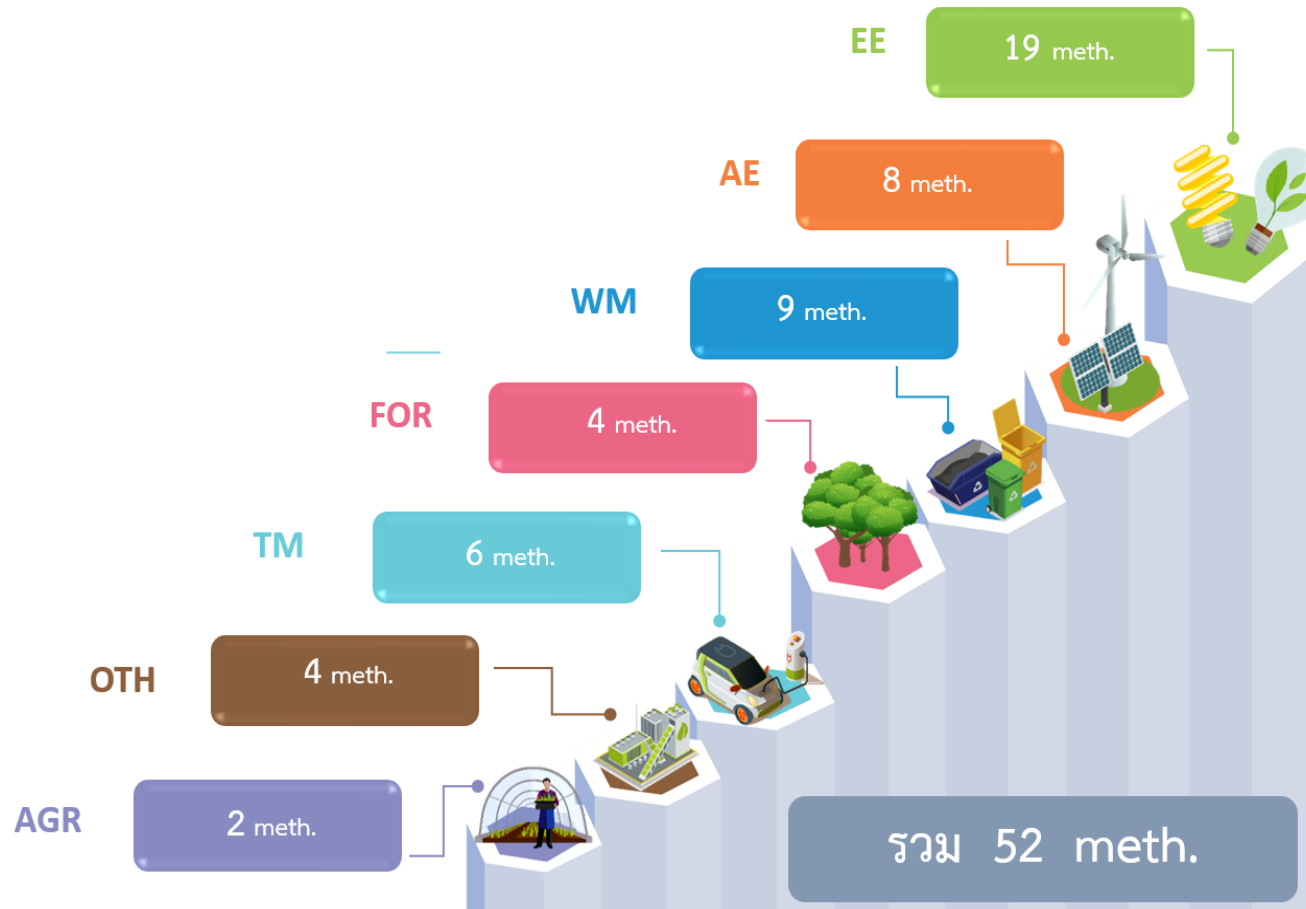 EE 19 meth.
AE 8 meth.
WM 9 meth.
FOR 4 meth.
TM 6 meth.
OTH 4 meth.
AGR 2 meth.
รวม 52 meth.